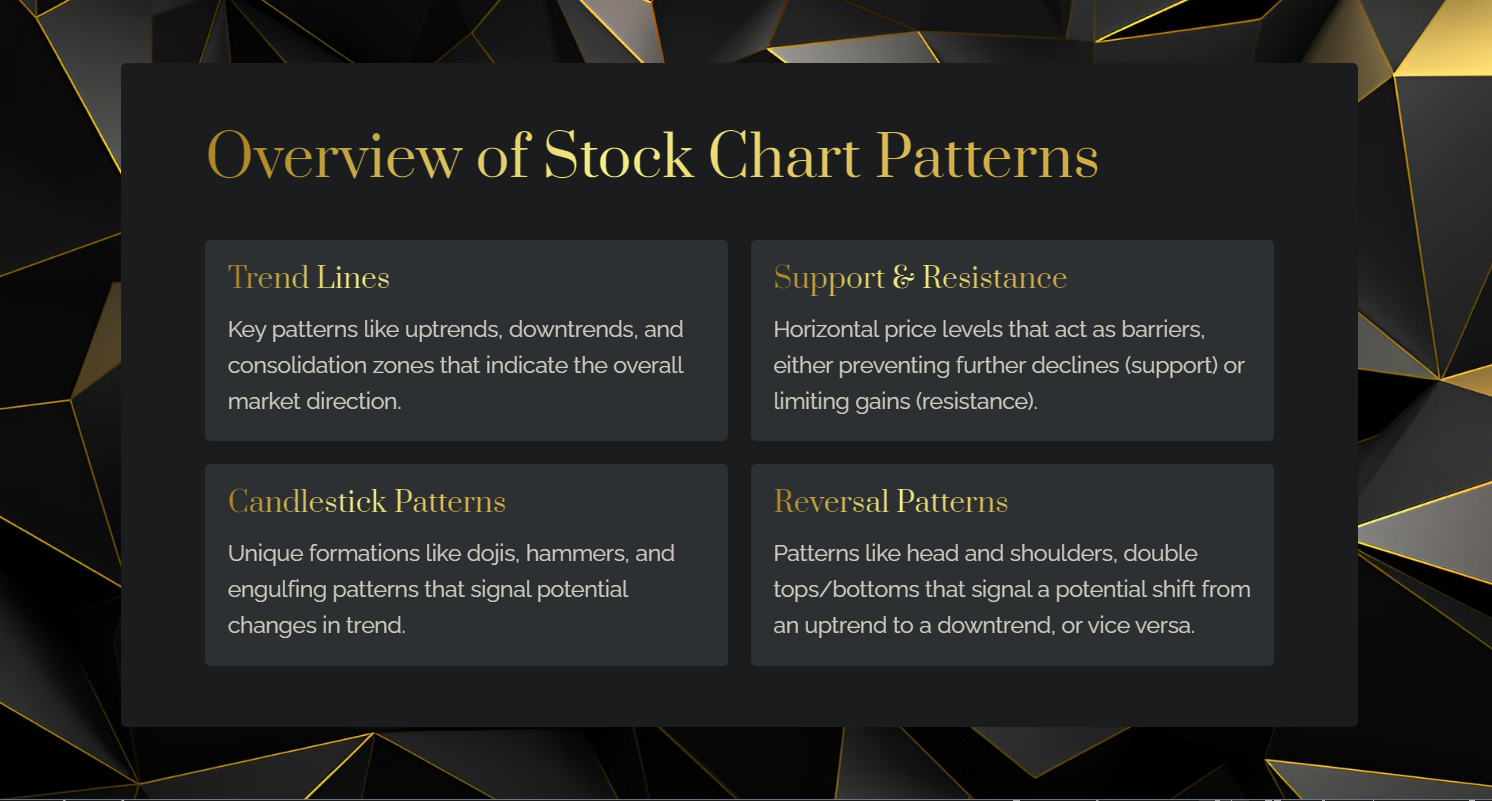 Overview of Stock Chart Patterns
Trend Lines
Key patterns like uptrends, downtrends, and
consolidation zones that indicate the overall
market direction.
Support & Resistance
Horizontal price levels that act as barriers,
either preventing further declines (support) or
limiting gains (resistance).
Candlestick Patterns
Unique formations like dojis, hammers, and
engulfing patterns that signal potential
changes in trend.
Reversal Patterns
Patterns like head and shoulders, double
tops/bottoms that signal a potential shift from
an uptrend to a downtrend, or vice versa.